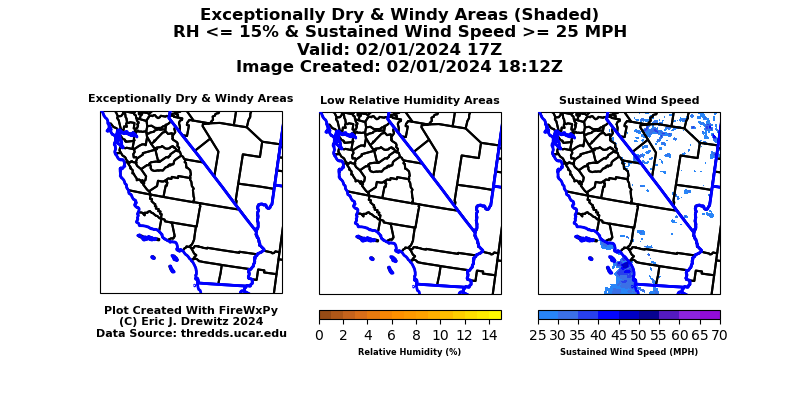 Exceptionally Dry & Windy Areas (Shaded)
RH <= 15% & Sustained Wind Speed >= 25 MPH
Valid: 02/01/2024 17Z
Image Created: 02/01/2024 18:12Z
Exceptionally Dry & Windy Areas
Low Relative Humidity Areas
Sustained Wind Speed
Plot Created With FireWxPy
(C) Eric J. Drewitz 2024
Data Source: thredds.ucar.edu
0 2 4 6 8 10 12 14
Relative Humidity (%)
25 30 35 40 45 50 55 60 65 70
Sustained Wind Speed (MPH)